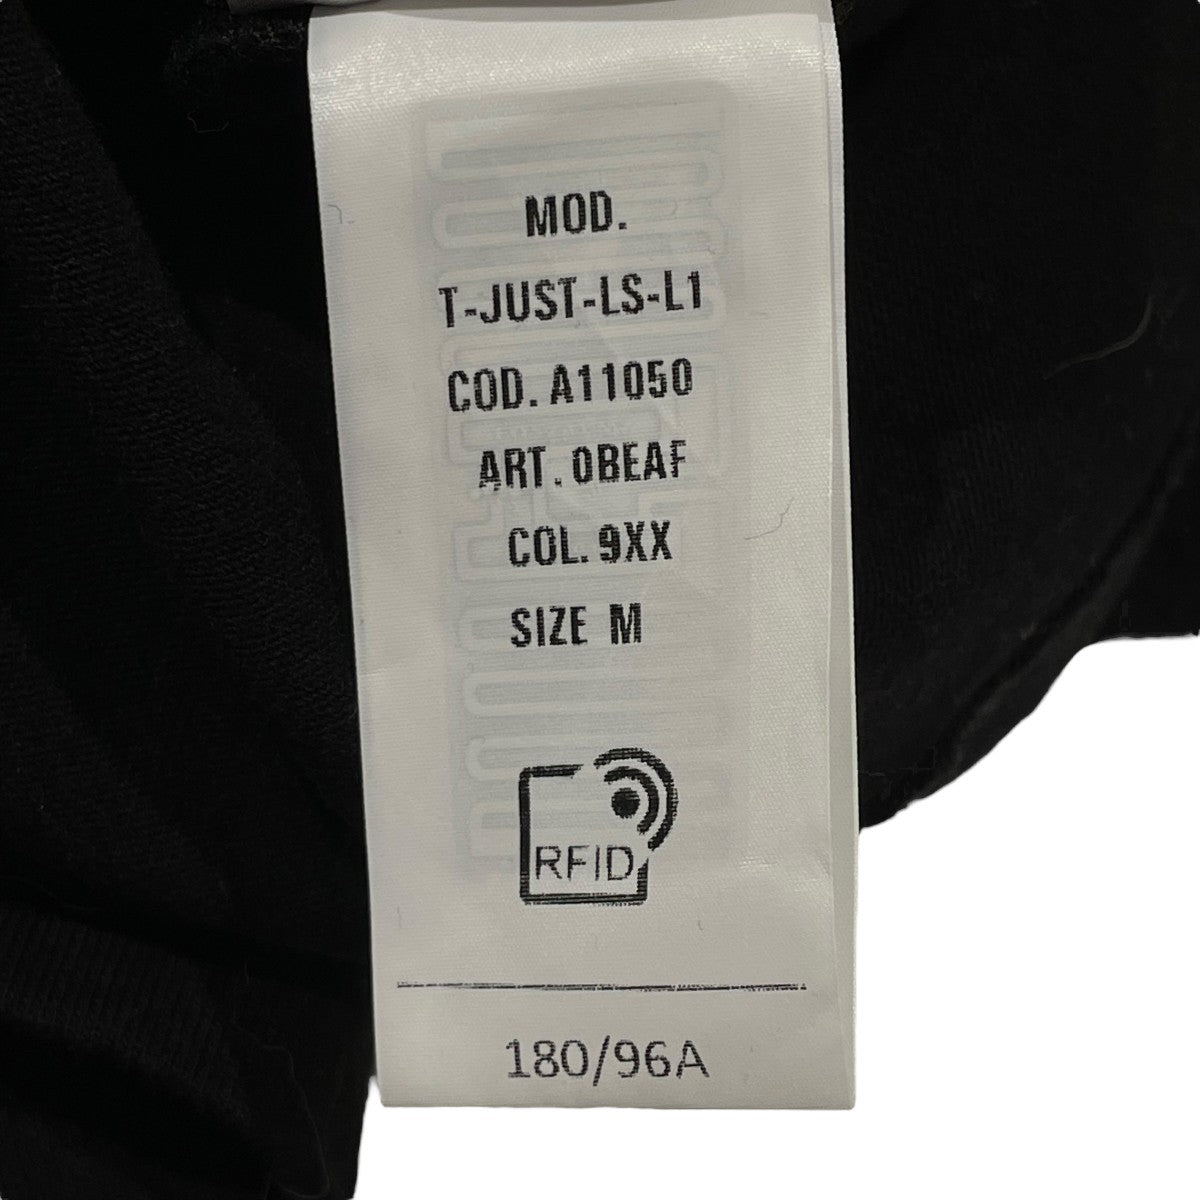 MOD.
T-JUST-LS-L1
COD. A11050
ART. 0BEAF
COL. 9XX
SIZE M
RFID
180/96A